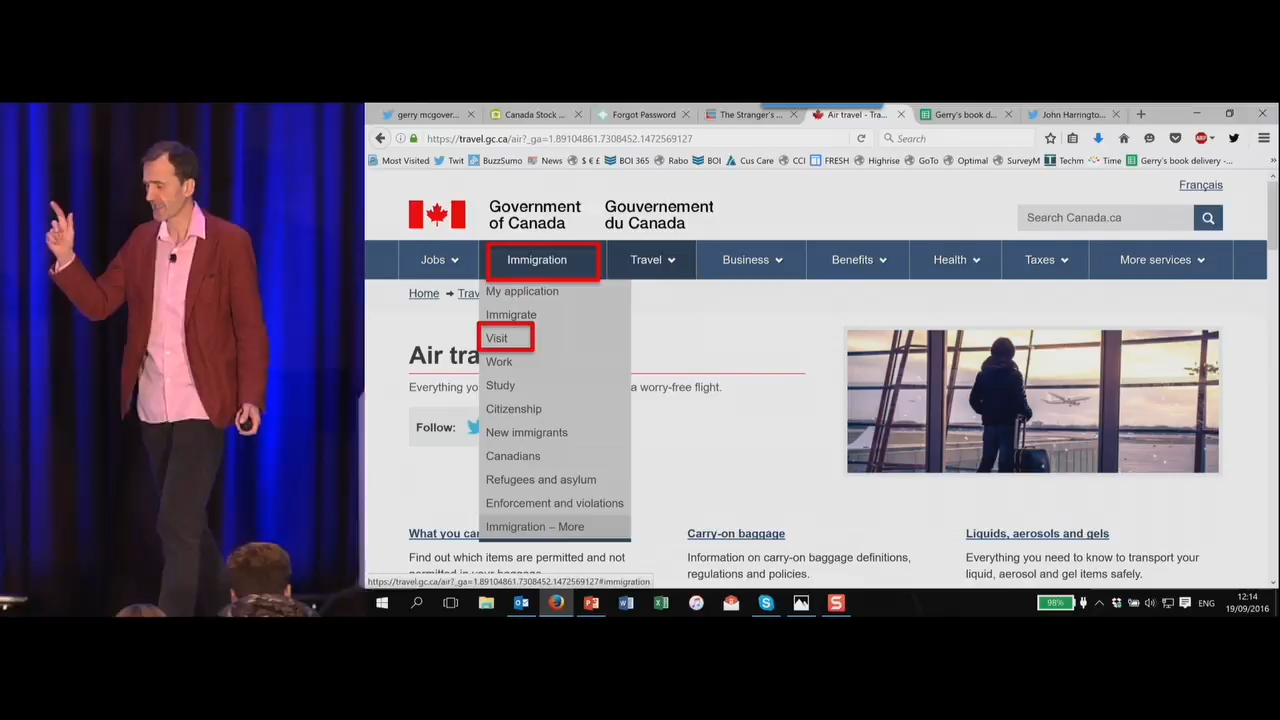 gerry mcgover...
Canada Stock ...
Forgot Password
The Stranger's ...
Air travel - Tra...
Gerry's book d...
John Harringto...
https://travel.gc.ca/air?_ga=1.89104861.7308452.1472569127
Search
Most Visited Twit BuzzSumo News $ € £ BOI 365 Rabo BOI Cus Care CCI FRESH Highrise GoTo Optimal SurveyM Techm Time Gerry's book delivery -...
Français
Government of Canada
Gouvernement du Canada
Search Canada.ca
Jobs Immigration Travel Business Benefits Health Taxes More services
Home Trav
My application
Immigrate
Visit
Work
Study
Citizenship
New immigrants
Canadians
Refugees and asylum
Enforcement and violations
Immigration – More
Air tra
Everything yo a worry-free flight.
Follow:
What you car
Find out which items are permitted and not
permitted in your baggage.
Carry-on baggage
Information on carry-on baggage definitions,
regulations and policies.
Liquids, aerosols and gels
Everything you need to know to transport your
liquid, aerosol and gel items safely.
https://travel.gc.ca/air?_ga=1.89104861.7308452.1472569127#immigration
98%
ENG
12:14
19/09/2016